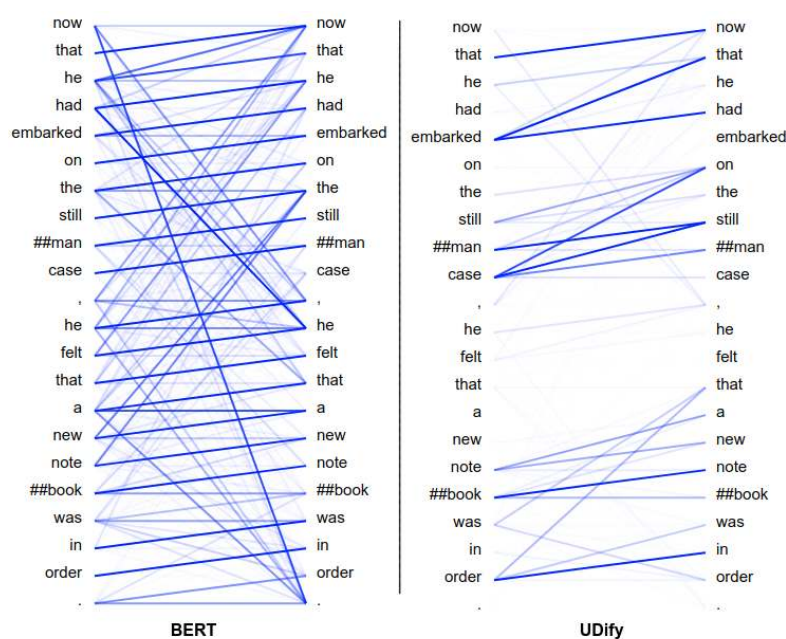 now now
that that
he he
had had
embarked embarked
on on
the the
still still
##man ##man
case case
, ,
he he
felt felt
that that
a a
new new
note note
##book ##book
was was
in in
order order
. .
BERT
now now
that that
he he
had had
embarked embarked
on on
the the
still still
##man ##man
case case
, ,
he he
felt felt
that that
a a
new new
note note
##book ##book
was was
in in
order order
. .
UDify